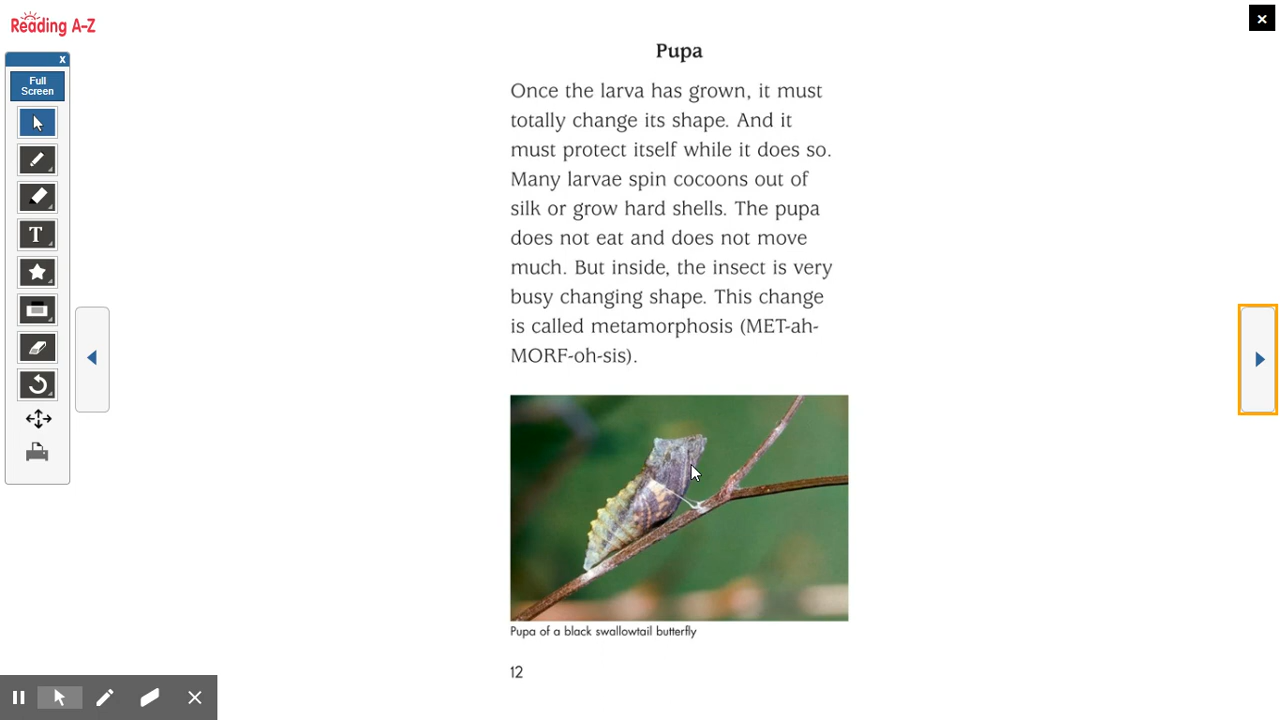 Reading A-Z
x
Full
Screen
T
Pupa
Once the larva has grown, it must
totally change its shape. And it
must protect itself while it does so.
Many larvae spin cocoons out of
silk or grow hard shells. The pupa
does not eat and does not move
much. But inside, the insect is very
busy changing shape. This change
is called metamorphosis (MET-ah-
MORF-oh-sis).
Pupa of a black swallowtail butterfly
12